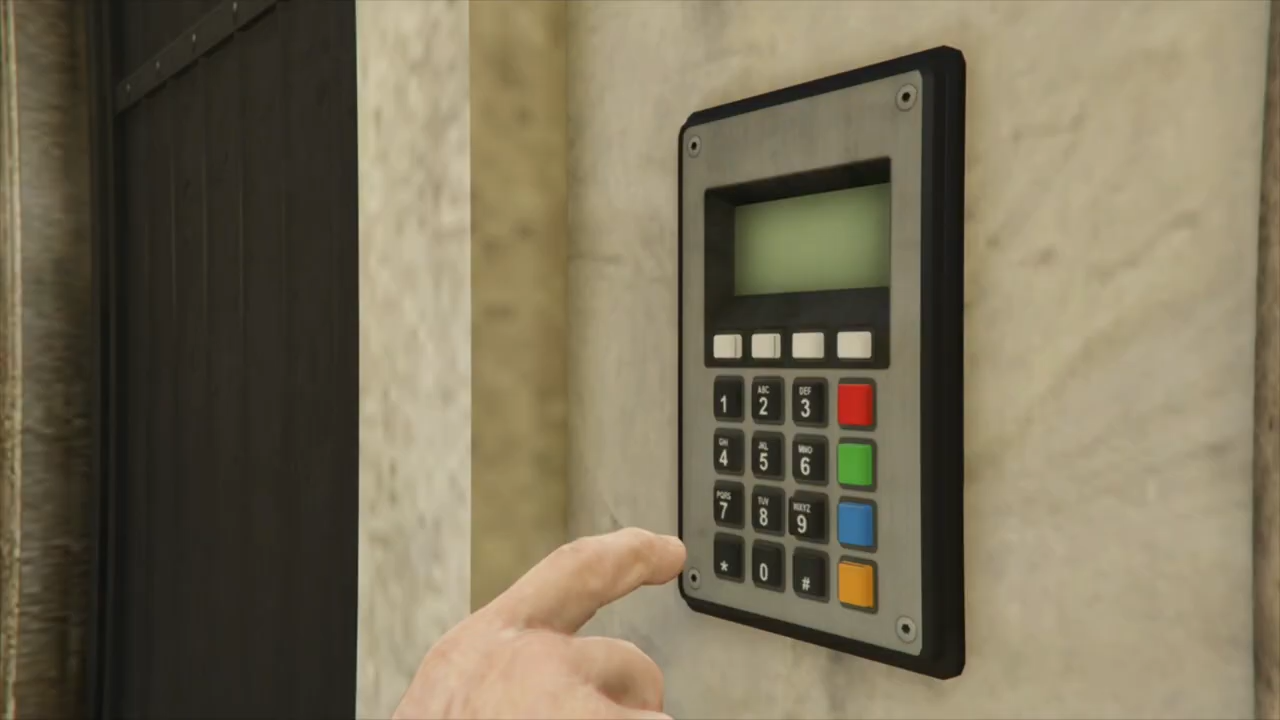 ABC DEF
1 2 3
GHI JKL MNO
4 5 6
PQRS TUV WXYZ
7 8 9
* 0 #